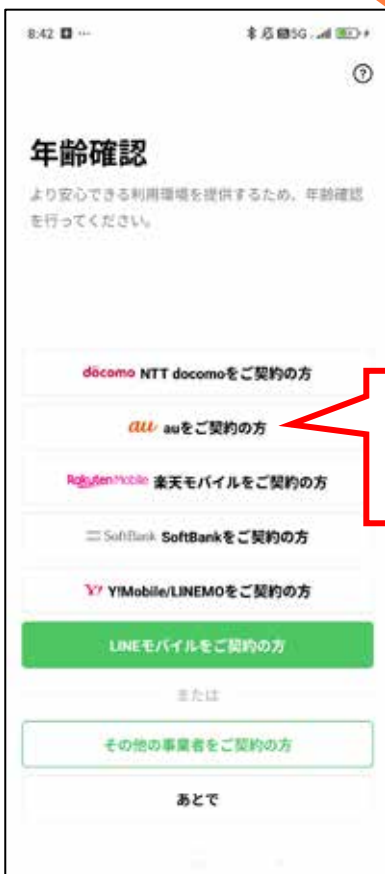 8:42
5G
年齢確認
より安心できる利用環境を提供するため、年齢確認
を行ってください。
döcomo NTT docomoをご契約の方
au auをご契約の方
Rakuten Mobile 楽天モバイルをご契約の方
SoftBank SoftBankをご契約の方
Y! Y!Mobile/LINEMOをご契約の方
LINEモバイルをご契約の方
または
その他の事業者をご契約の方
あとで